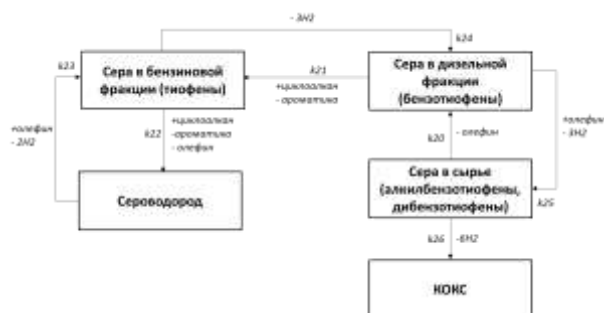 - 3H2
k23
k24
Сера в бензиновой
фракции (тиофены)
k21
+циклоалкан
- ароматика
Сера в дизельной
фракции
(бензотиофены)
+олефин
- 2H2
k22
+циклоалкан
-ароматика
- олефин
k20
- олефин
+олефин
- 3H2
Сероводород
Сера в сырье
(алкилбензотиофены,
дибензотиофены)
k25
k26
-6H2
КОКС